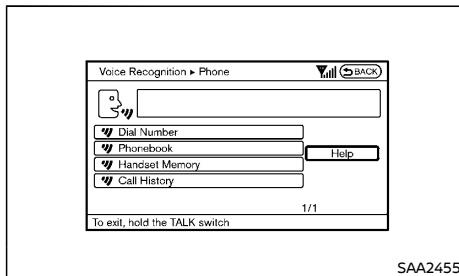 Voice Recognition ▸ Phone
BACK
Dial Number
Phonebook
Help
Handset Memory
Call History
1/1
To exit, hold the TALK switch
SAA2455